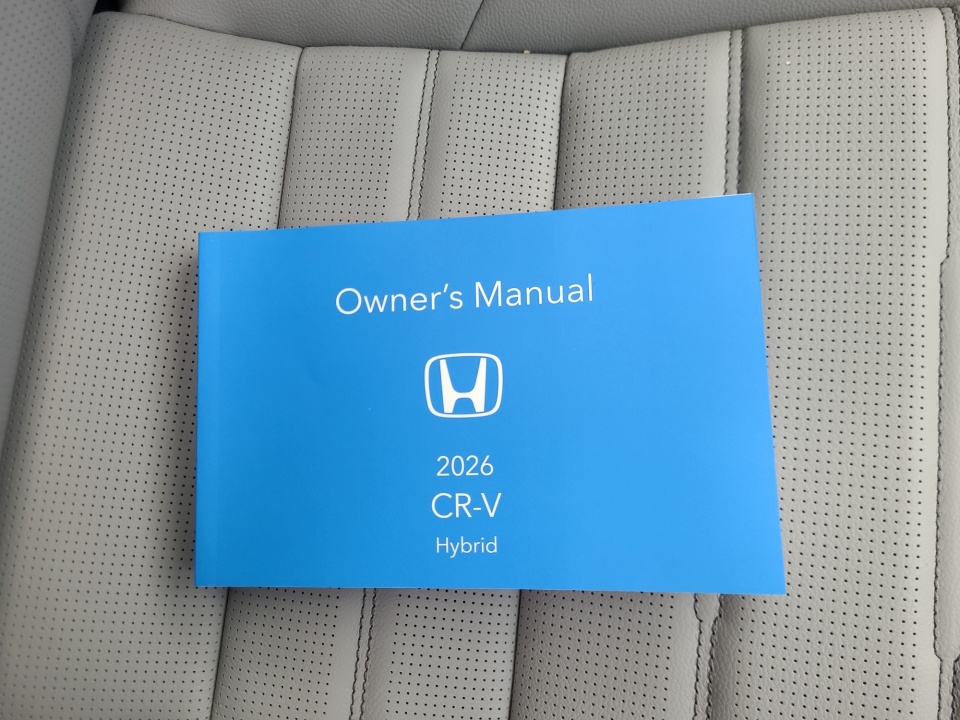 Owner's Manual
2026
CR-V
Hybrid